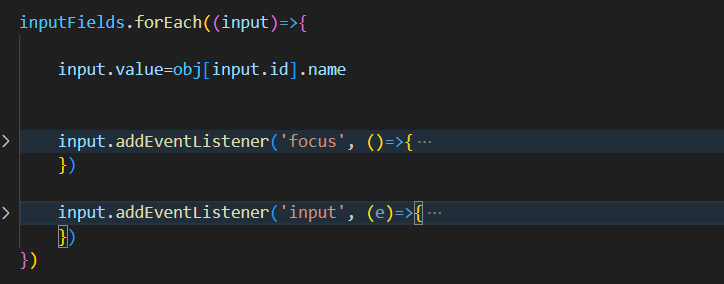 inputFields.forEach((input)=>{
input.value=obj[input.id].name
input.addEventListener('focus', ()=>{ ···
})
input.addEventListener('input', (e)=>{ ···
})
})